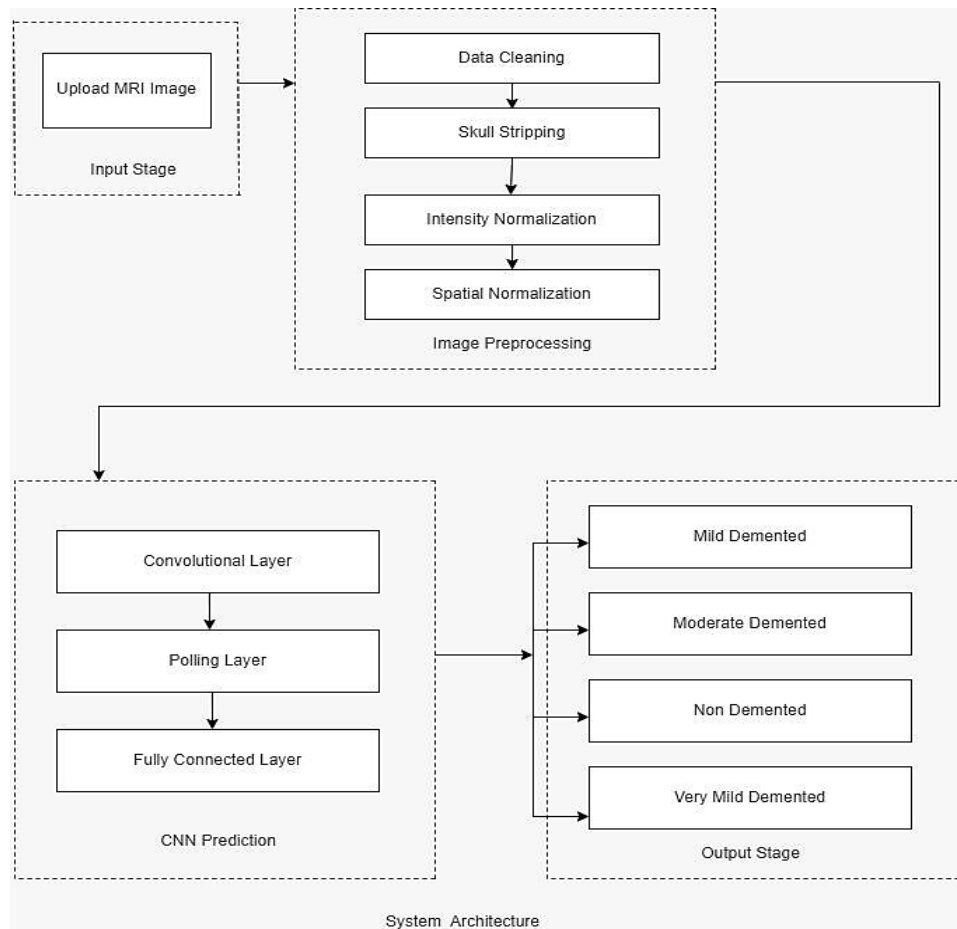 Upload MRI Image
Input Stage
Data Cleaning
Skull Stripping
Intensity Normalization
Spatial Normalization
Image Preprocessing
Convolutional Layer
Polling Layer
Fully Connected Layer
CNN Prediction
Mild Demented
Moderate Demented
Non Demented
Very Mild Demented
Output Stage
System Architecture